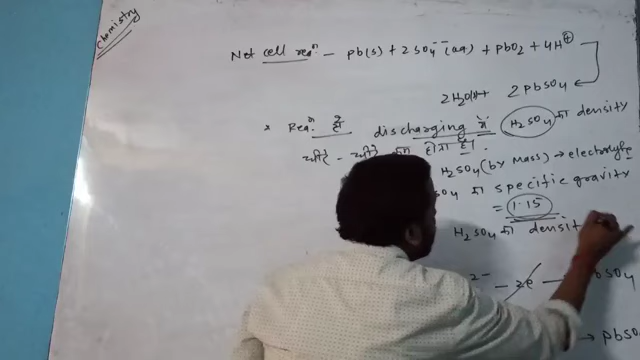 Chemistry
Net cell reaⁿ – Pb(s) + 2SO₄⁻⁻ (aq) + PbO₂ + 4H⁺
2H₂O(l) + 2PbSO₄
* Reaⁿ discharging में H₂SO₄ का density
धीरे - धीरे कम होता है।
H₂SO₄ (by mass) → electrolyte
SO₄ का specific gravity
= 1.15
H₂SO₄ का densit
2- – 2e – PbSO₄
→ PbSO